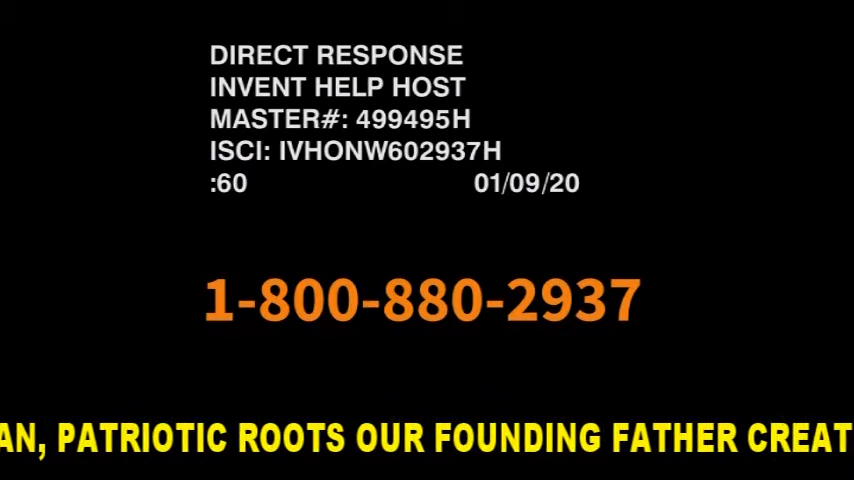 DIRECT RESPONSE
INVENT HELP HOST
MASTER#: 499495H
ISCI: IVHONW602937H
:60 01/09/20
1-800-880-2937
AN, PATRIOTIC ROOTS OUR FOUNDING FATHER CREAT